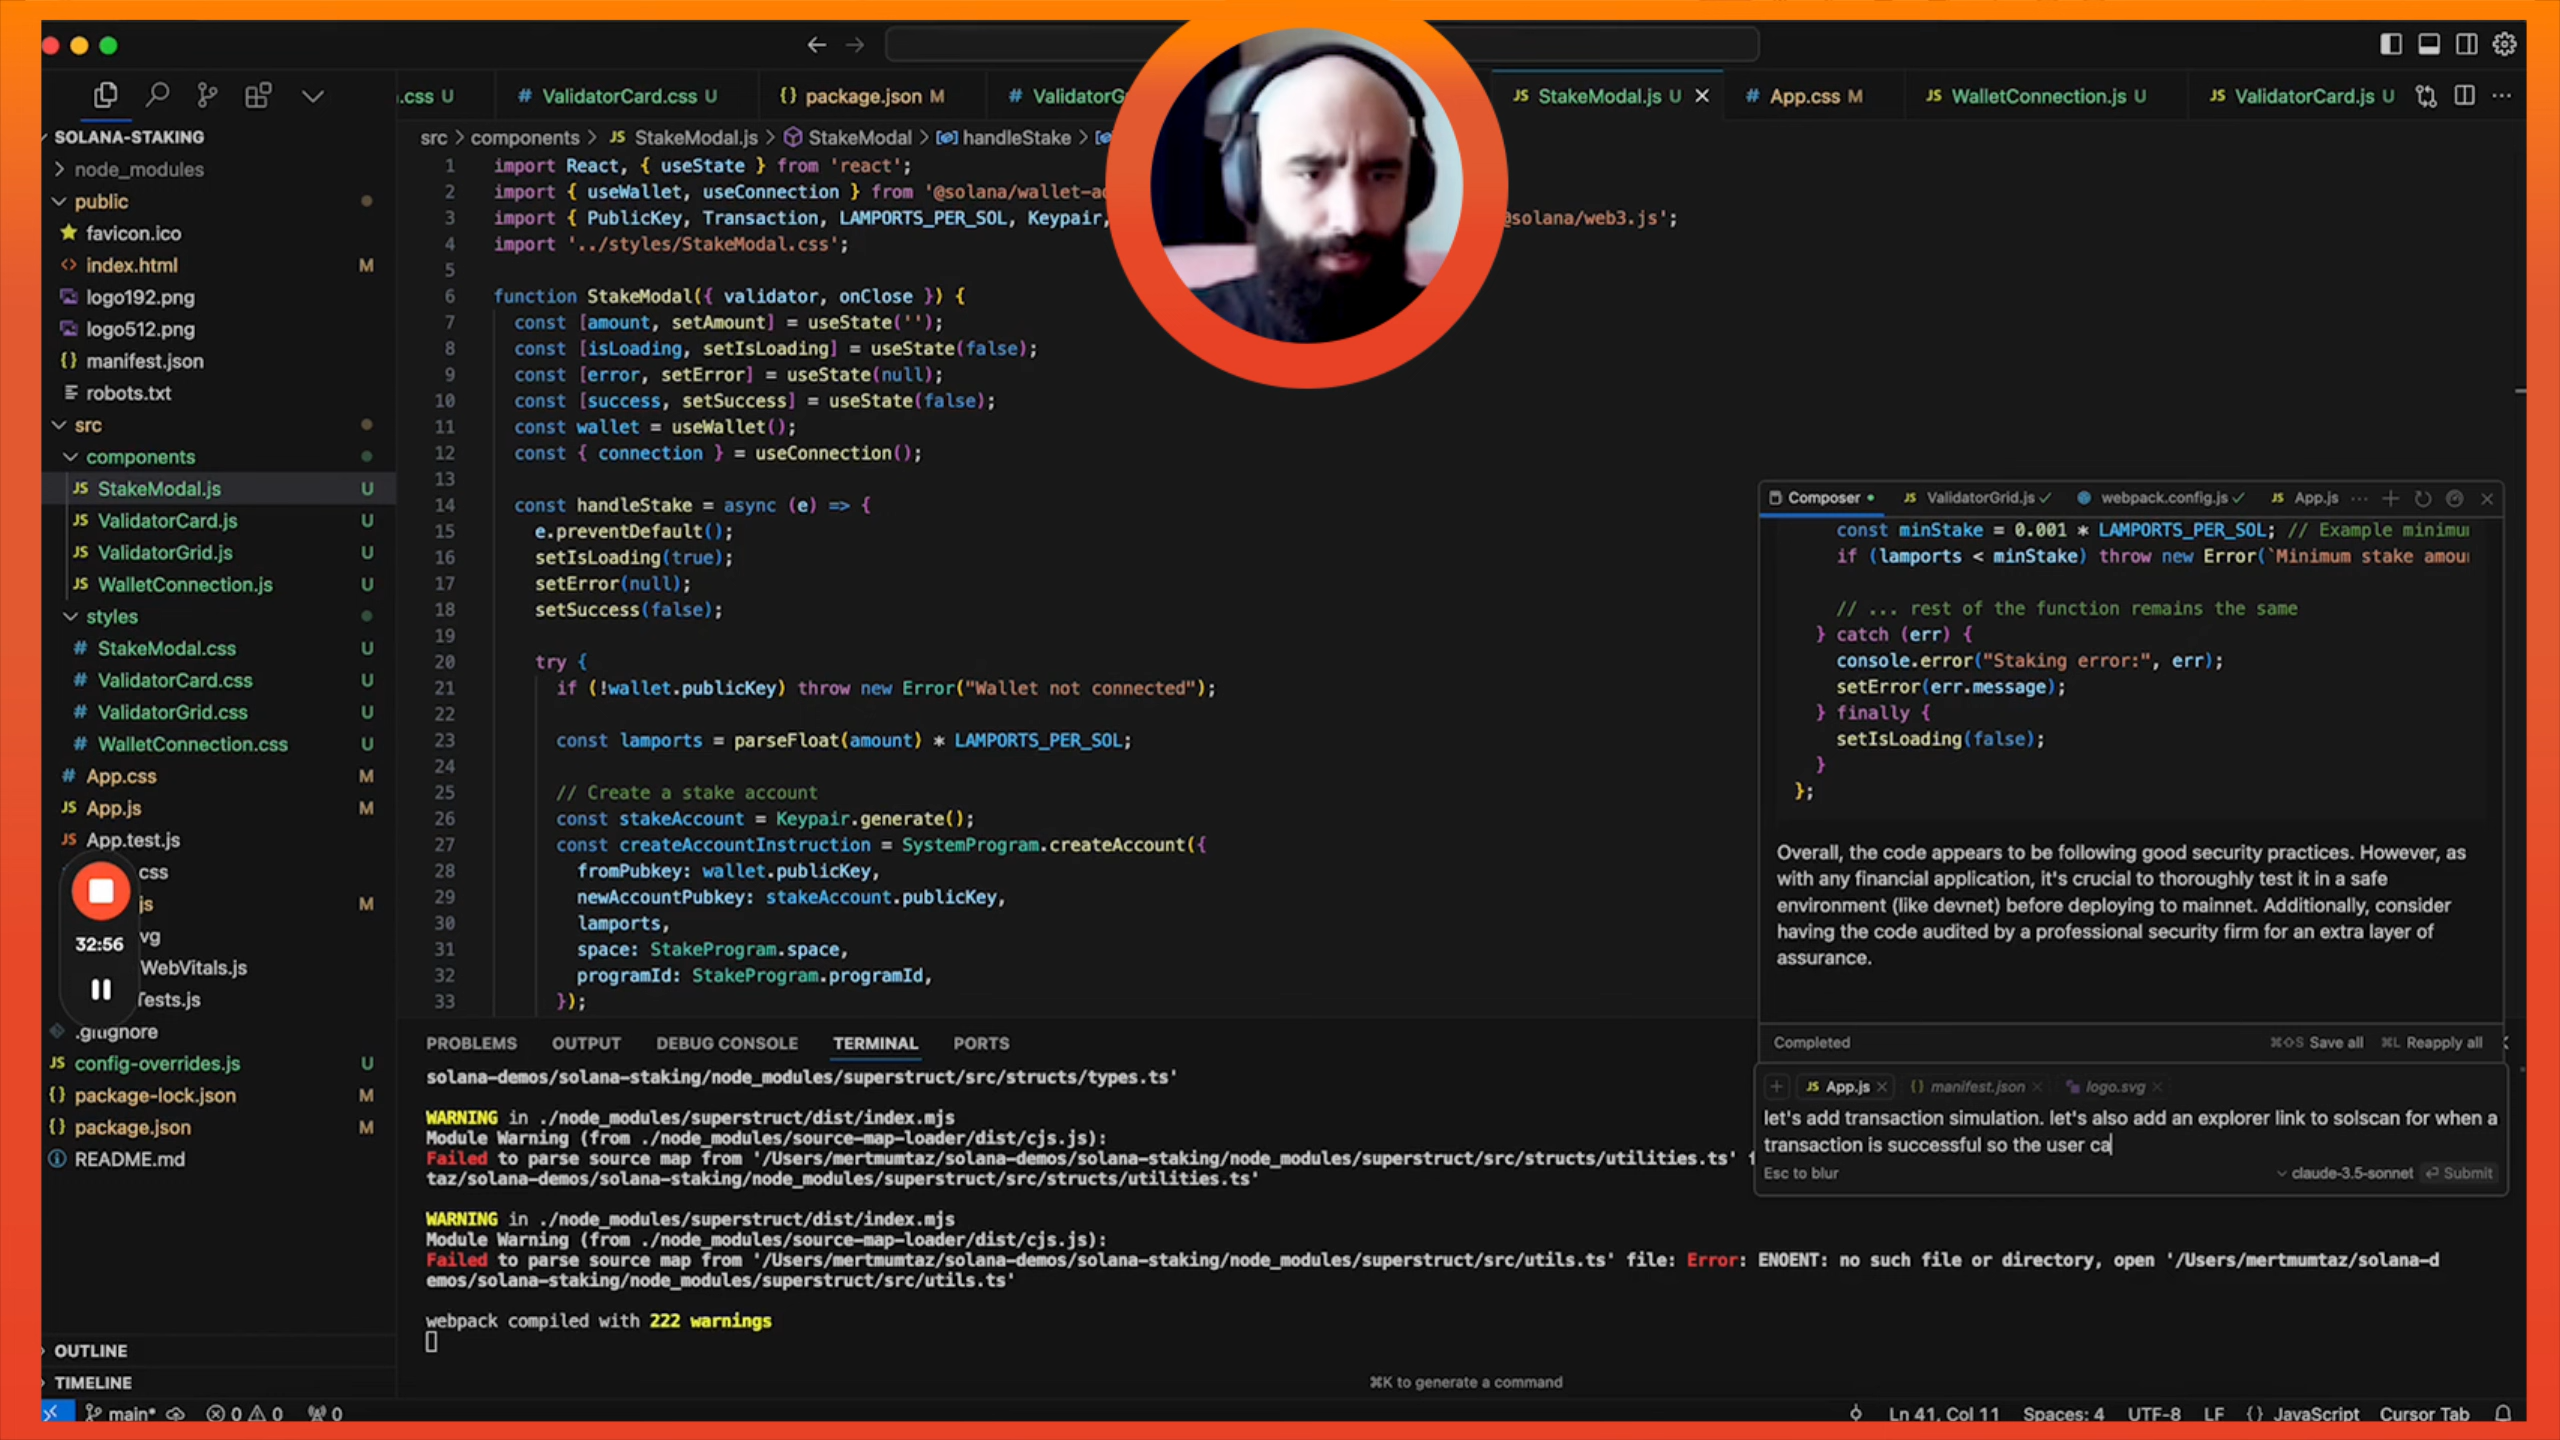 .css U
# ValidatorCard.css U
{} package.json M
# ValidatorG
JS StakeModal.js U
# App.css M
JS WalletConnection.js U
JS ValidatorCard.js U
SOLANA-STAKING
node_modules
public
favicon.ico
<> index.html M
logo192.png
logo512.png
{} manifest.json
robots.txt
src
components
JS StakeModal.js U
JS ValidatorCard.js U
JS ValidatorGrid.js U
JS WalletConnection.js U
styles
# StakeModal.css U
# ValidatorCard.css U
# ValidatorGrid.css U
# WalletConnection.css U
# App.css M
JS App.js M
JS App.test.js
css
js M
vg
WebVitals.js
Tests.js
.gitignore
JS config-overrides.js U
{} package-lock.json M
{} package.json M
README.md
OUTLINE
TIMELINE
32:56
src > components > JS StakeModal.js > StakeModal > handleStake >
1 import React, { useState } from 'react';
2 import { useWallet, useConnection } from '@solana/wallet-a
3 import { PublicKey, Transaction, LAMPORTS_PER_SOL, Keypair, @solana/web3.js';
4 import '../styles/StakeModal.css';
5
6 function StakeModal({ validator, onClose }) {
7 const [amount, setAmount] = useState('');
8 const [isLoading, setIsLoading] = useState(false);
9 const [error, setError] = useState(null);
10 const [success, setSuccess] = useState(false);
11 const wallet = useWallet();
12 const { connection } = useConnection();
13
14 const handleStake = async (e) => {
15 e.preventDefault();
16 setIsLoading(true);
17 setError(null);
18 setSuccess(false);
19
20 try {
21 if (!wallet.publicKey) throw new Error("Wallet not connected");
22
23 const lamports = parseFloat(amount) * LAMPORTS_PER_SOL;
24
25 // Create a stake account
26 const stakeAccount = Keypair.generate();
27 const createAccountInstruction = SystemProgram.createAccount({
28 fromPubkey: wallet.publicKey,
29 newAccountPubkey: stakeAccount.publicKey,
30 lamports,
31 space: StakeProgram.space,
32 programId: StakeProgram.programId,
33 });
PROBLEMS OUTPUT DEBUG CONSOLE TERMINAL PORTS
solana-demos/solana-staking/node_modules/superstruct/src/structs/types.ts'
WARNING in ./node_modules/superstruct/dist/index.mjs
Module Warning (from ./node_modules/source-map-loader/dist/cjs.js):
Failed to parse source map from '/Users/mertmumtaz/solana-demos/solana-staking/node_modules/superstruct/src/structs/utilities.ts' f
taz/solana-demos/solana-staking/node_modules/superstruct/src/structs/utilities.ts'
WARNING in ./node_modules/superstruct/dist/index.mjs
Module Warning (from ./node_modules/source-map-loader/dist/cjs.js):
Failed to parse source map from '/Users/mertmumtaz/solana-demos/solana-staking/node_modules/superstruct/src/utils.ts' file: Error: ENOENT: no such file or directory, open '/Users/mertmumtaz/solana-d
emos/solana-staking/node_modules/superstruct/src/utils.ts'
webpack compiled with 222 warnings
⌘K to generate a command
Composer JS ValidatorGrid.js webpack.config.js JS App.js ...
const minStake = 0.001 * LAMPORTS_PER_SOL; // Example minimu
if (lamports < minStake) throw new Error(`Minimum stake amou
// ... rest of the function remains the same
} catch (err) {
console.error("Staking error:", err);
setError(err.message);
} finally {
setIsLoading(false);
}
};
Overall, the code appears to be following good security practices. However, as
with any financial application, it's crucial to thoroughly test it in a safe
environment (like devnet) before deploying to mainnet. Additionally, consider
having the code audited by a professional security firm for an extra layer of
assurance.
Completed ⌘⇧S Save all ⌘L Reapply all
+ JS App.js {} manifest.json logo.svg
let's add transaction simulation. let's also add an explorer link to solscan for when a
transaction is successful so the user ca
Esc to blur claude-3.5-sonnet Submit
main* 0 0 0
Ln 41, Col 11 Spaces: 4 UTF-8 LF {} JavaScript Cursor Tab